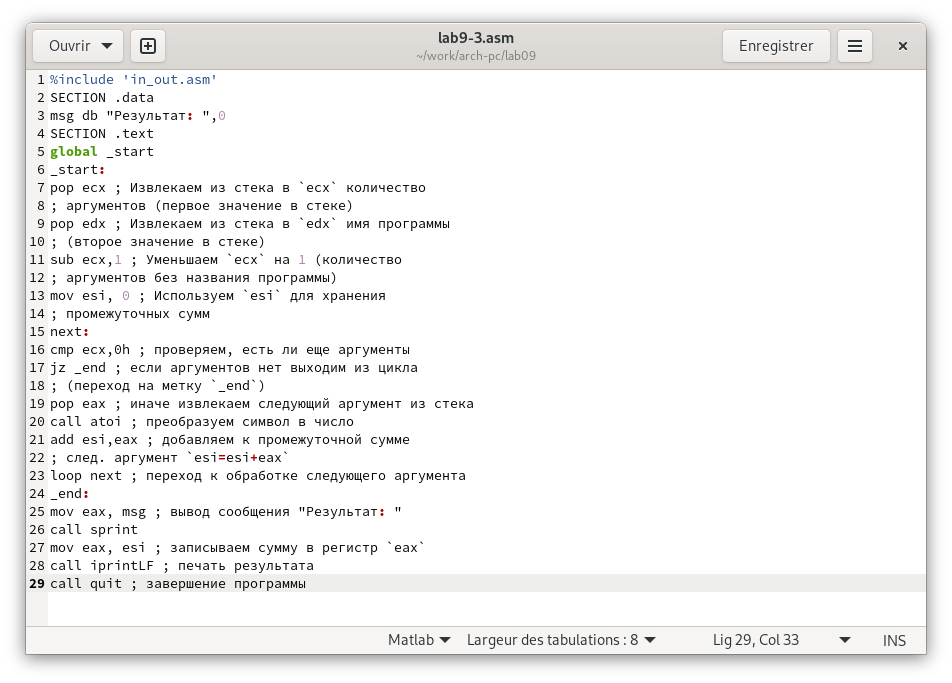 Ouvrir
lab9-3.asm
~/work/arch-pc/lab09
Enregistrer
1 %include 'in_out.asm'
2 SECTION .data
3 msg db "Результат: ",0
4 SECTION .text
5 global _start
6 _start:
7 pop ecx ; Извлекаем из стека в `ecx` количество
8 ; аргументов (первое значение в стеке)
9 pop edx ; Извлекаем из стека в `edx` имя программы
10 ; (второе значение в стеке)
11 sub ecx,1 ; Уменьшаем `ecx` на 1 (количество
12 ; аргументов без названия программы)
13 mov esi, 0 ; Используем `esi` для хранения
14 ; промежуточных сумм
15 next:
16 cmp ecx,0h ; проверяем, есть ли еще аргументы
17 jz _end ; если аргументов нет выходим из цикла
18 ; (переход на метку `_end`)
19 pop eax ; иначе извлекаем следующий аргумент из стека
20 call atoi ; преобразуем символ в число
21 add esi,eax ; добавляем к промежуточной сумме
22 ; след. аргумент `esi=esi+eax`
23 loop next ; переход к обработке следующего аргумента
24 _end:
25 mov eax, msg ; вывод сообщения "Результат: "
26 call sprint
27 mov eax, esi ; записываем сумму в регистр `eax`
28 call iprintLF ; печать результата
29 call quit ; завершение программы
Matlab Largeur des tabulations : 8 Lig 29, Col 33 INS